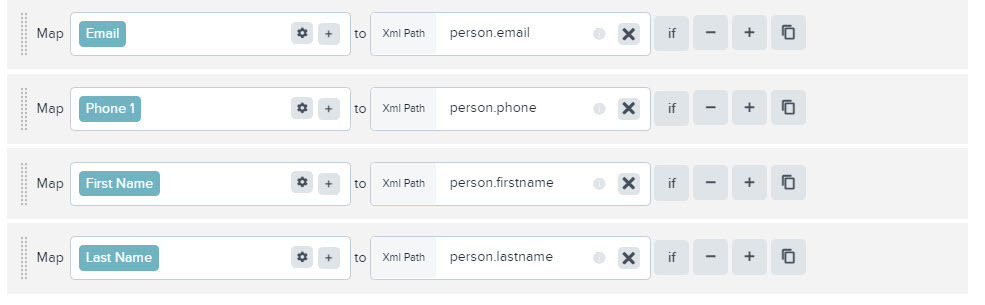 Map Email + to Xml Path person.email if − +
Map Phone 1 + to Xml Path person.phone if − +
Map First Name + to Xml Path person.firstname if − +
Map Last Name + to Xml Path person.lastname if − +